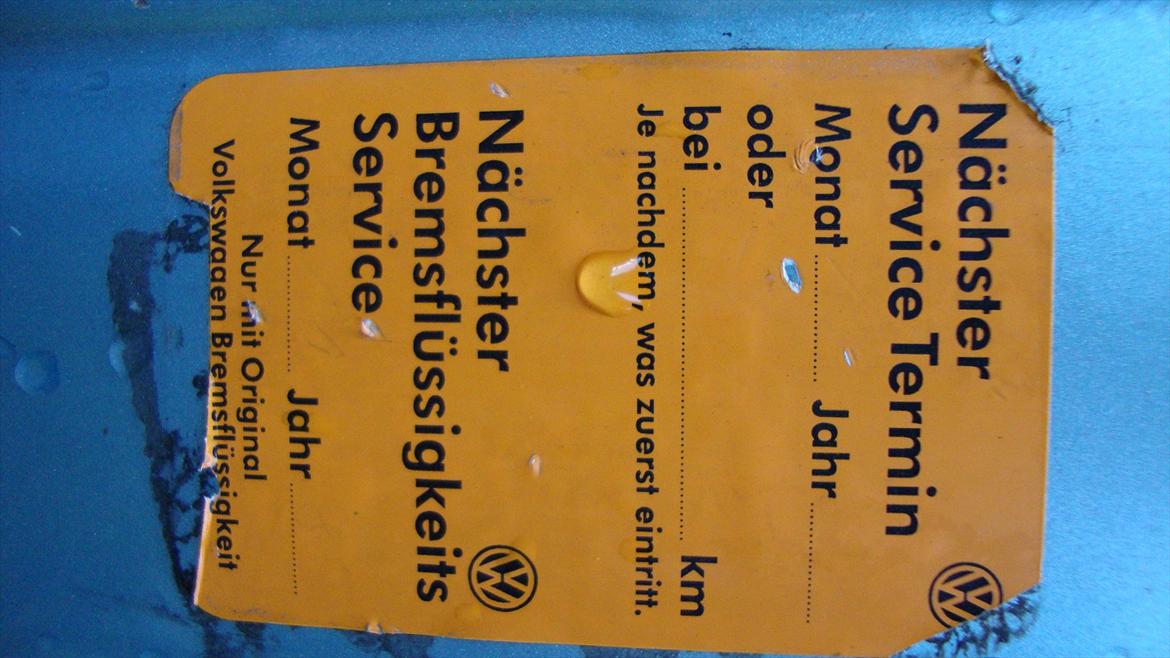 Nächster
Service Termin
Monat ............ Jahr ............
oder
bei ................................ km
Je nachdem, was zuerst eintritt.
Nächster
Bremsflüssigkeits
Service
Monat ............ Jahr ............
Nur mit Original
Volkswagen Bremsflüssigkeit